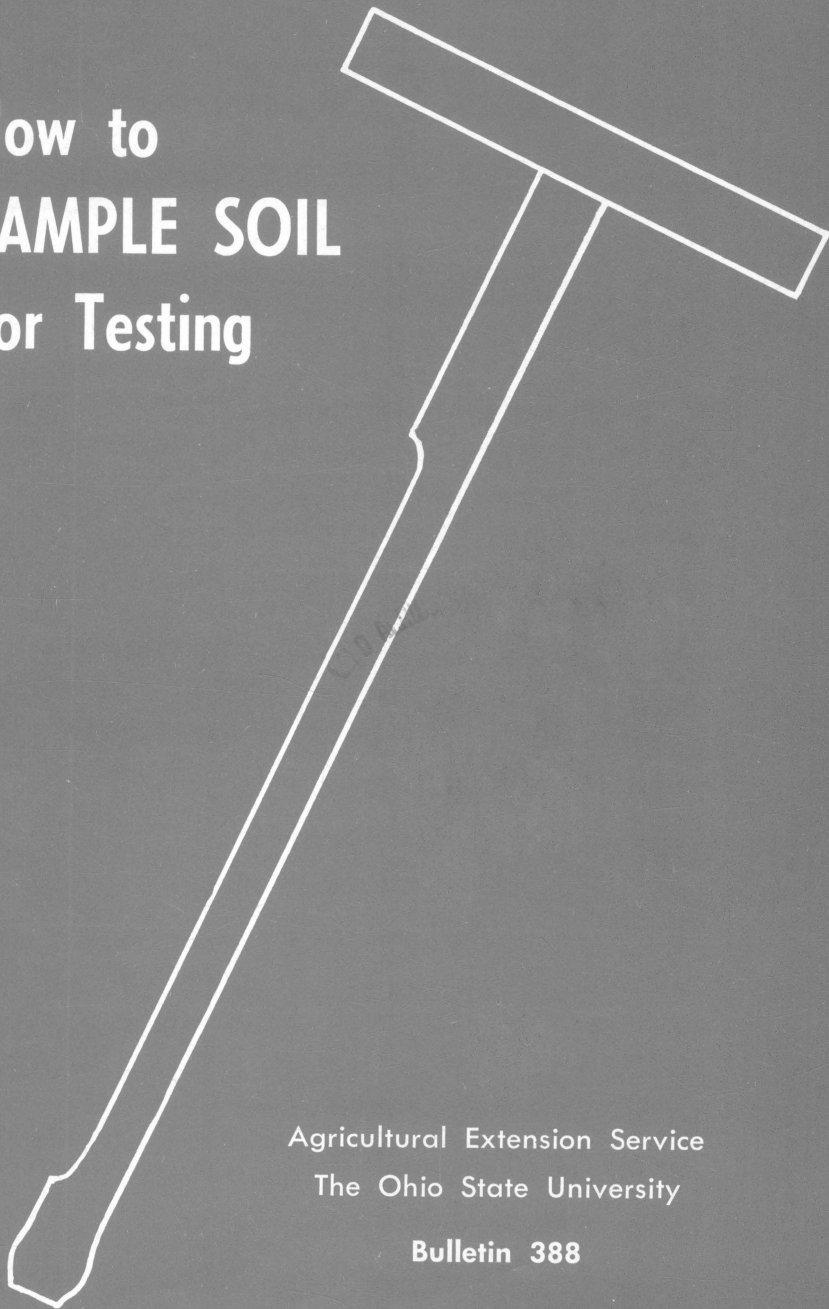 ow to
AMPLE SOIL
or Testing
Agricultural Extension Service
The Ohio State University
Bulletin 388